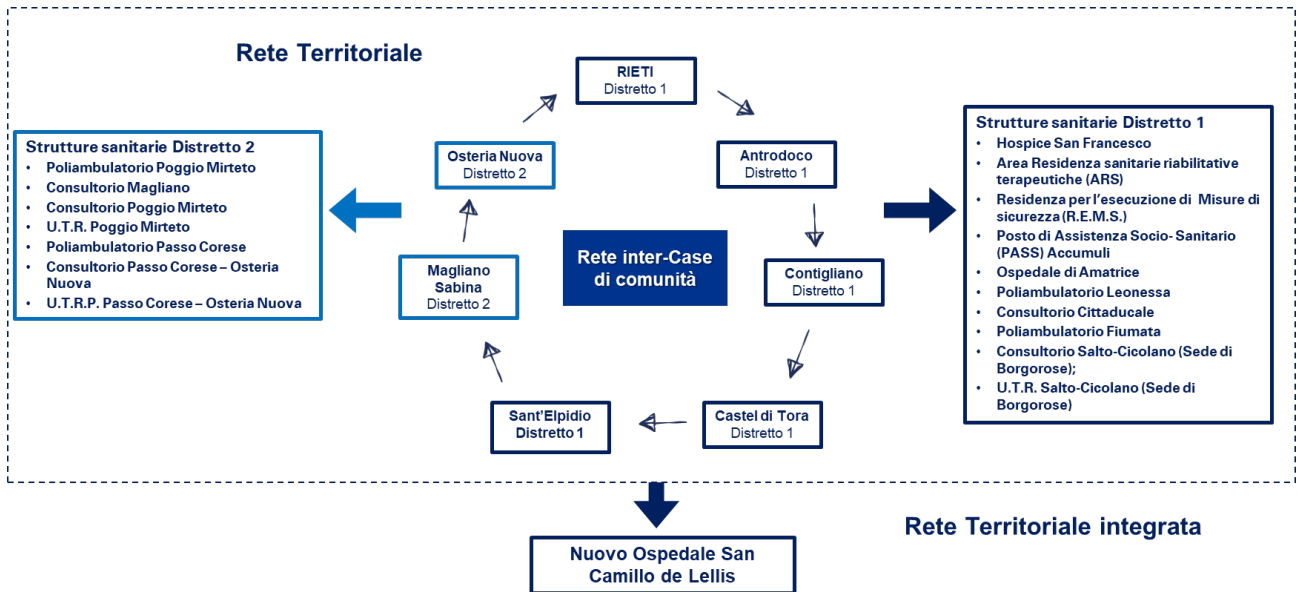 Rete Territoriale
RIETI
Distretto 1
Antrodoco
Distretto 1
Contigliano
Distretto 1
Castel di Tora
Distretto 1
Sant'Elpidio
Distretto 1
Magliano
Sabina
Distretto 2
Osteria Nuova
Distretto 2
Rete inter-Case
di comunità
Strutture sanitarie Distretto 2
• Poliambulatorio Poggio Mirteto
• Consultorio Magliano
• Consultorio Poggio Mirteto
• U.T.R. Poggio Mirteto
• Poliambulatorio Passo Corese
• Consultorio Passo Corese – Osteria
Nuova
• U.T.R.P. Passo Corese – Osteria Nuova
Strutture sanitarie Distretto 1
• Hospice San Francesco
• Area Residenza sanitarie riabilitative
terapeutiche (ARS)
• Residenza per l'esecuzione di Misure di
sicurezza (R.E.M.S.)
• Posto di Assistenza Socio- Sanitario
(PASS) Accumuli
• Ospedale di Amatrice
• Poliambulatorio Leonessa
• Consultorio Cittaducale
• Poliambulatorio Fiumata
• Consultorio Salto-Cicolano (Sede di
Borgorose);
• U.T.R. Salto-Cicolano (Sede di
Borgorose)
Rete Territoriale integrata
Nuovo Ospedale San
Camillo de Lellis